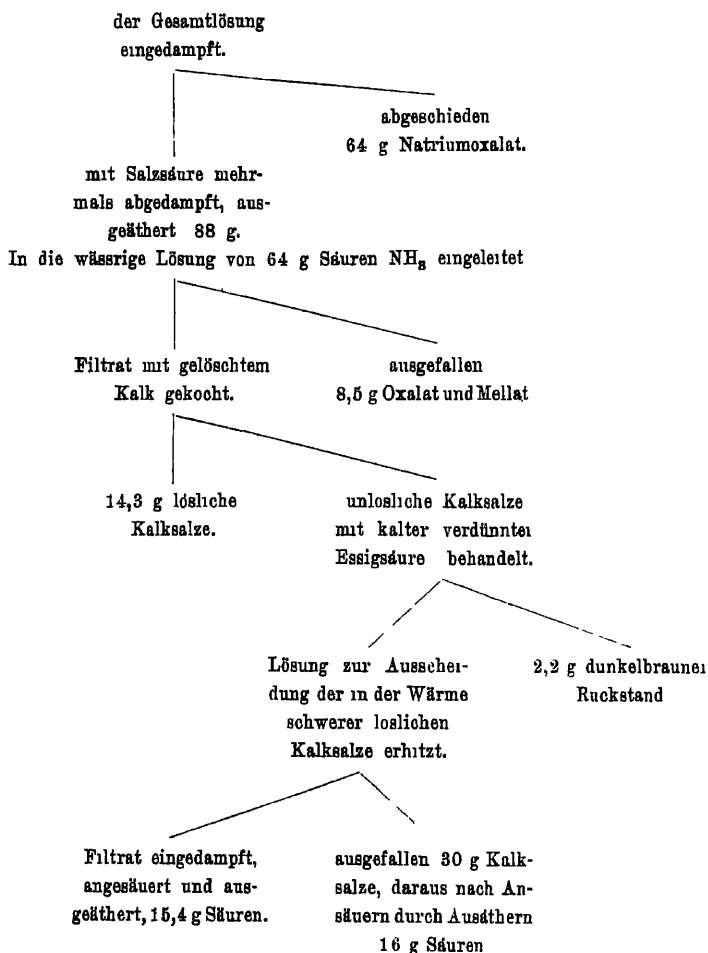 der Gesamtlösung
eingedampft.
abgeschieden
64 g Natriumoxalat.
mit Salzsäure mehr-
mals abgedampft, aus-
geäthert 88 g.
In die wässrige Lösung von 64 g Säuren NH₃ eingeleitet
Filtrat mit gelöschtem
Kalk gekocht.
ausgefallen
8,5 g Oxalat und Mellat
14,3 g lösliche
Kalksalze.
unlosliche Kalksalze
mit kalter verdünnter
Essigsäure behandelt.
Lösung zur Ausschei-
dung der in der Wärme
schwerer loslichen
Kalksalze erhitzt.
2,2 g dunkelbrauner
Ruckstand
Filtrat eingedampft,
angesäuert und aus-
geäthert, 15,4 g Säuren.
ausgefallen 30 g Kalk-
salze, daraus nach An-
säuern durch Ausäthern
16 g Säuren